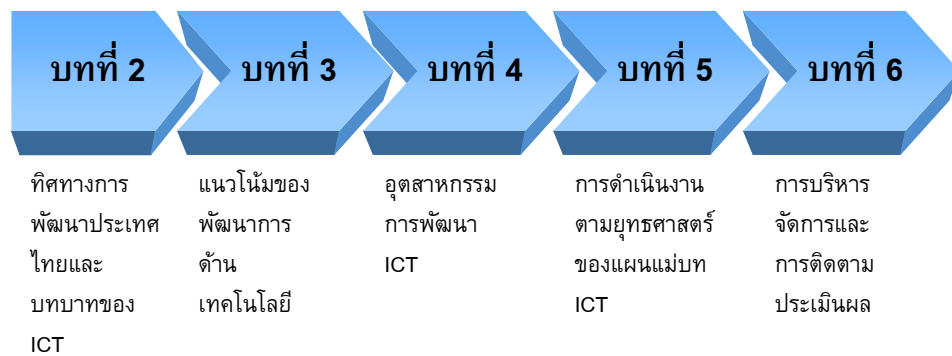 บทที่ 2
บทที่ 3
บทที่ 4
บทที่ 5
บทที่ 6
ทิศทางการ
พัฒนาประเทศ
ไทยและ
บทบาทของ
ICT
แนวโน้มของ
พัฒนาการ
ด้าน
เทคโนโลยี
อุตสาหกรรม
การพัฒนา
ICT
การดำเนินงาน
ตามยุทธศาสตร์
ของแผนแม่บท
ICT
การบริหาร
จัดการและ
การติดตาม
ประเมินผล